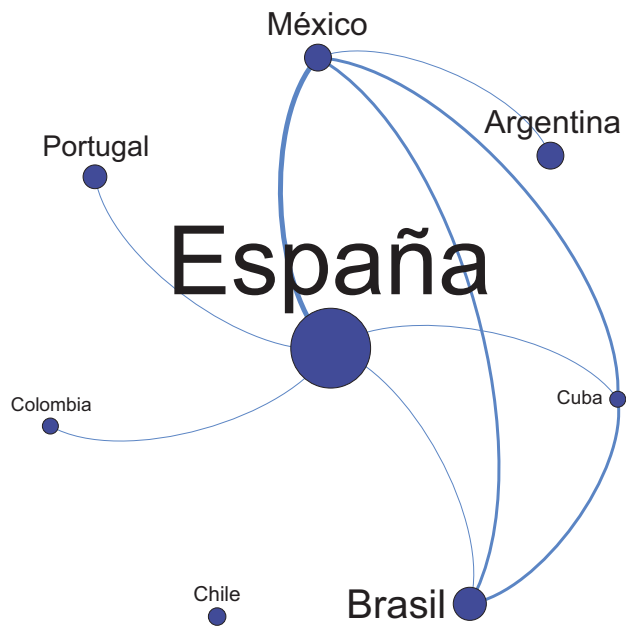 México
Argentina
Portugal
España
Cuba
Colombia
Chile
Brasil